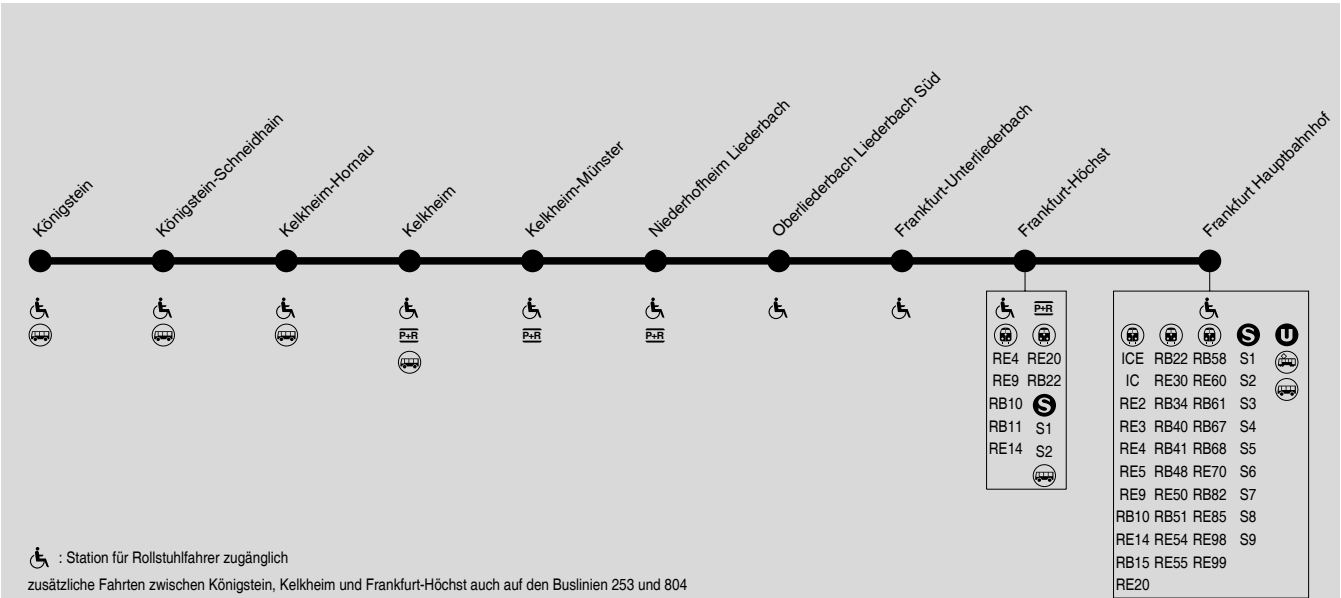 Königstein
Königstein-Schneidhain
Kelkheim-Hornau
Kelkheim
Kelkheim-Münster
Niederhofheim Liederbach
Oberliederbach Liederbach Süd
Frankfurt-Unterliederbach
Frankfurt-Höchst
Frankfurt Hauptbahnhof
P+R
P+R
P+R
P+R
RE4 RE20
RE9 RB22
RB10 S
RB11 S1
RE14 S2
S U
ICE RB22 RB58 S1
IC RE30 RE60 S2
RE2 RB34 RB61 S3
RE3 RB40 RB67 S4
RE4 RB41 RB68 S5
RE5 RB48 RE70 S6
RE9 RE50 RB82 S7
RB10 RB51 RE85 S8
RE14 RE54 RE98 S9
RB15 RE55 RE99
RE20
: Station für Rollstuhlfahrer zugänglich
zusätzliche Fahrten zwischen Königstein, Kelkheim und Frankfurt-Höchst auch auf den Buslinien 253 und 804